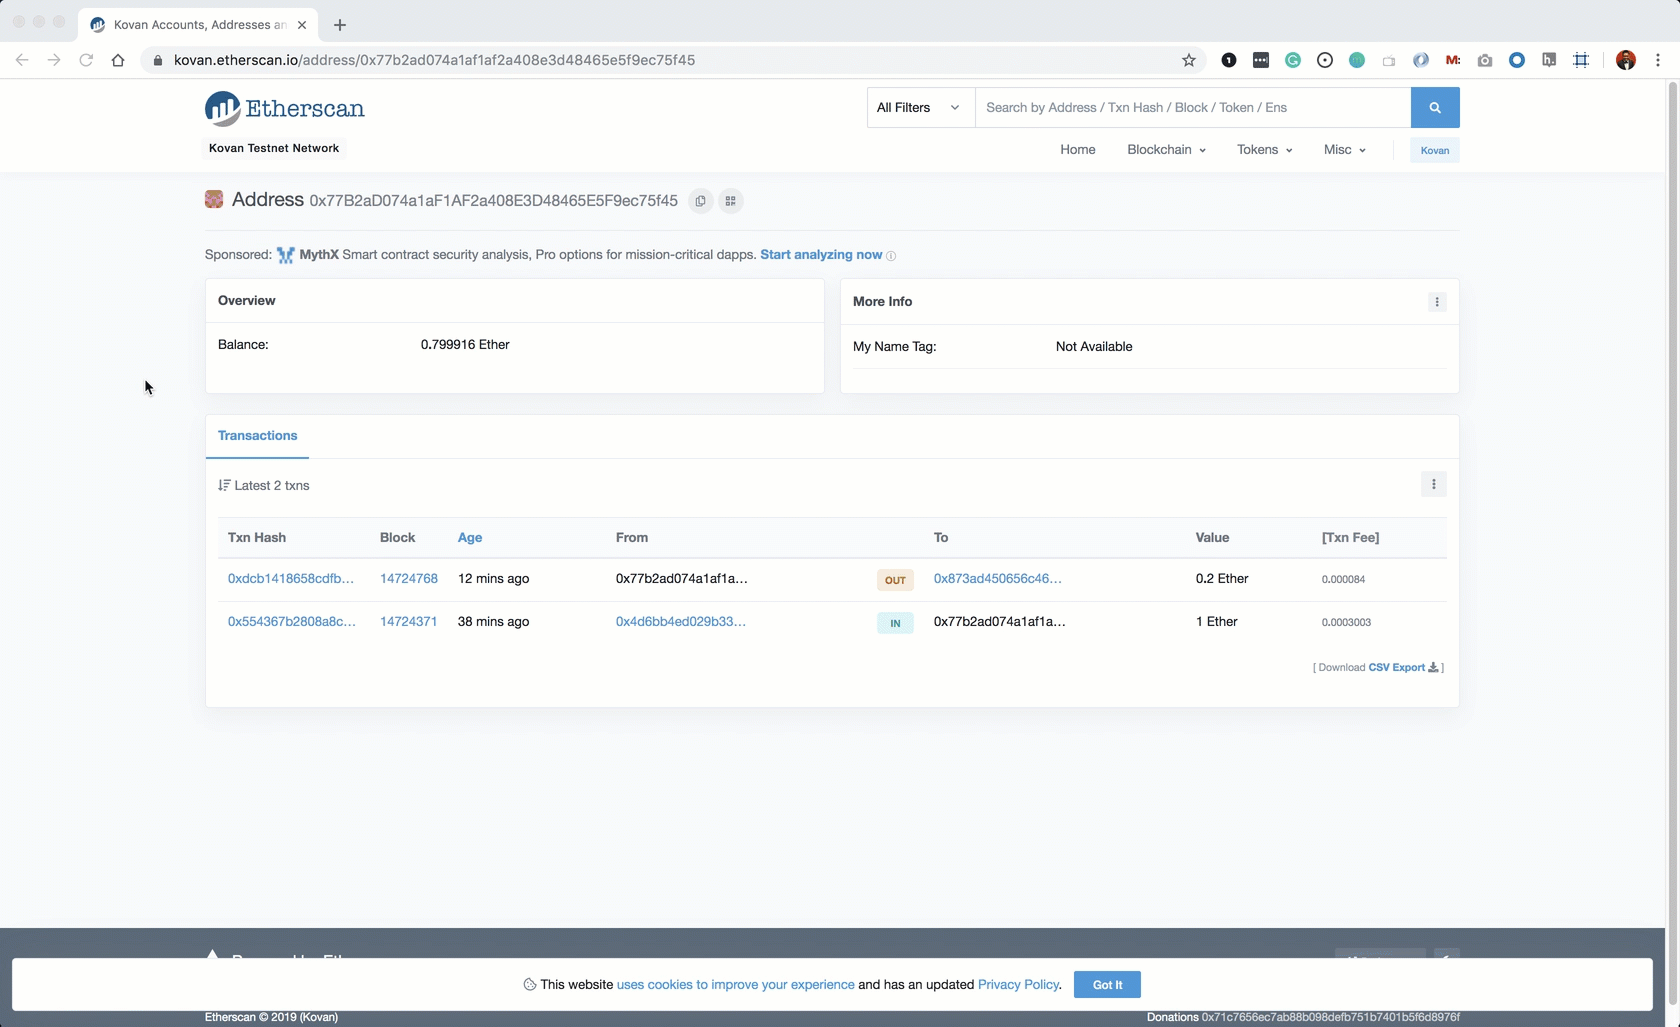 Kovan Accounts, Addresses an
kovan.etherscan.io/address/0x77b2ad074a1af1af2a408e3d48465e5f9ec75f45
Etherscan
All Filters
Search by Address / Txn Hash / Block / Token / Ens
Kovan Testnet Network
Home Blockchain Tokens Misc Kovan
Address 0x77B2aD074a1aF1AF2a408E3D48465E5F9ec75f45
Sponsored: MythX Smart contract security analysis, Pro options for mission-critical dapps. Start analyzing now
Overview
Balance: 0.799916 Ether
More Info
My Name Tag: Not Available
Transactions
Latest 2 txns
Txn Hash Block Age From To Value [Txn Fee]
0xdcb1418658cdfb... 14724768 12 mins ago 0x77b2ad074a1af1a... OUT 0x873ad450656c46... 0.2 Ether 0.000084
0x554367b2808a8c... 14724371 38 mins ago 0x4d6bb4ed029b33... IN 0x77b2ad074a1af1a... 1 Ether 0.0003003
[ Download CSV Export ]
This website uses cookies to improve your experience and has an updated Privacy Policy. Got It
Etherscan © 2019 (Kovan)
Donations 0x71c7656ec7ab88b098defb751b7401b5f6d8976f